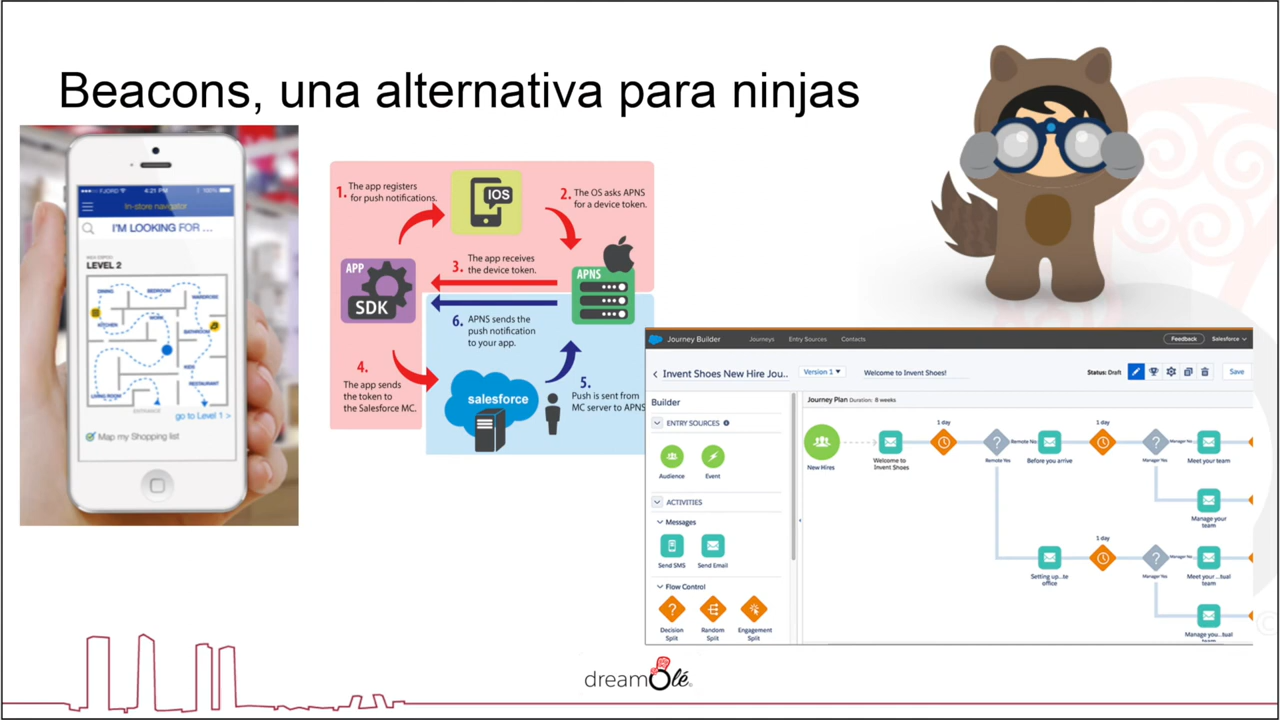 Beacons, una alternativa para ninjas
FJORD
4:21 PM
100%
In-store navigator
I'M LOOKING FOR ...
LEVEL 2
DINING
BEDROOM
WARDROBE
KITCHEN
WORK
BATHROOM
KIDS
RESTAURANT
LIVING ROOM
ENTRANCE
go to Level 1 >
Map my Shopping list
1. The app registers
for push notifications.
IOS
2. The OS asks APNS
for a device token.
3. The app receives
the device token.
APP
SDK
APNS
6. APNS sends the
push notification
to your app.
4.
The app sends
the token to
the Salesforce MC.
salesforce
5.
Push is sent from
MC server to APNS
Journey Builder
Journeys
Entry Sources
Contacts
Feedback
Salesforce
Invent Shoes New Hire Jou..
Version 1
Welcome to Invent Shoes!
Status: Draft
Save
Builder
Journey Plan Duration: 8 weeks
ENTRY SOURCES
Audience
Event
ACTIVITIES
Messages
Send SMS
Send Email
Flow Control
Decision
Split
Random
Split
Engagement
Split
New Hires
Welcome to
Invent Shoes
1 day
Remote No
Remote Yes
Before you arrive
1 day
Manager No
Manager Yes
Meet your team
Manage your
team
Setting up...te
office
1 day
Manager No
Manager Yes
Meet your ...tual
team
Manage you...tual
dreamOlé